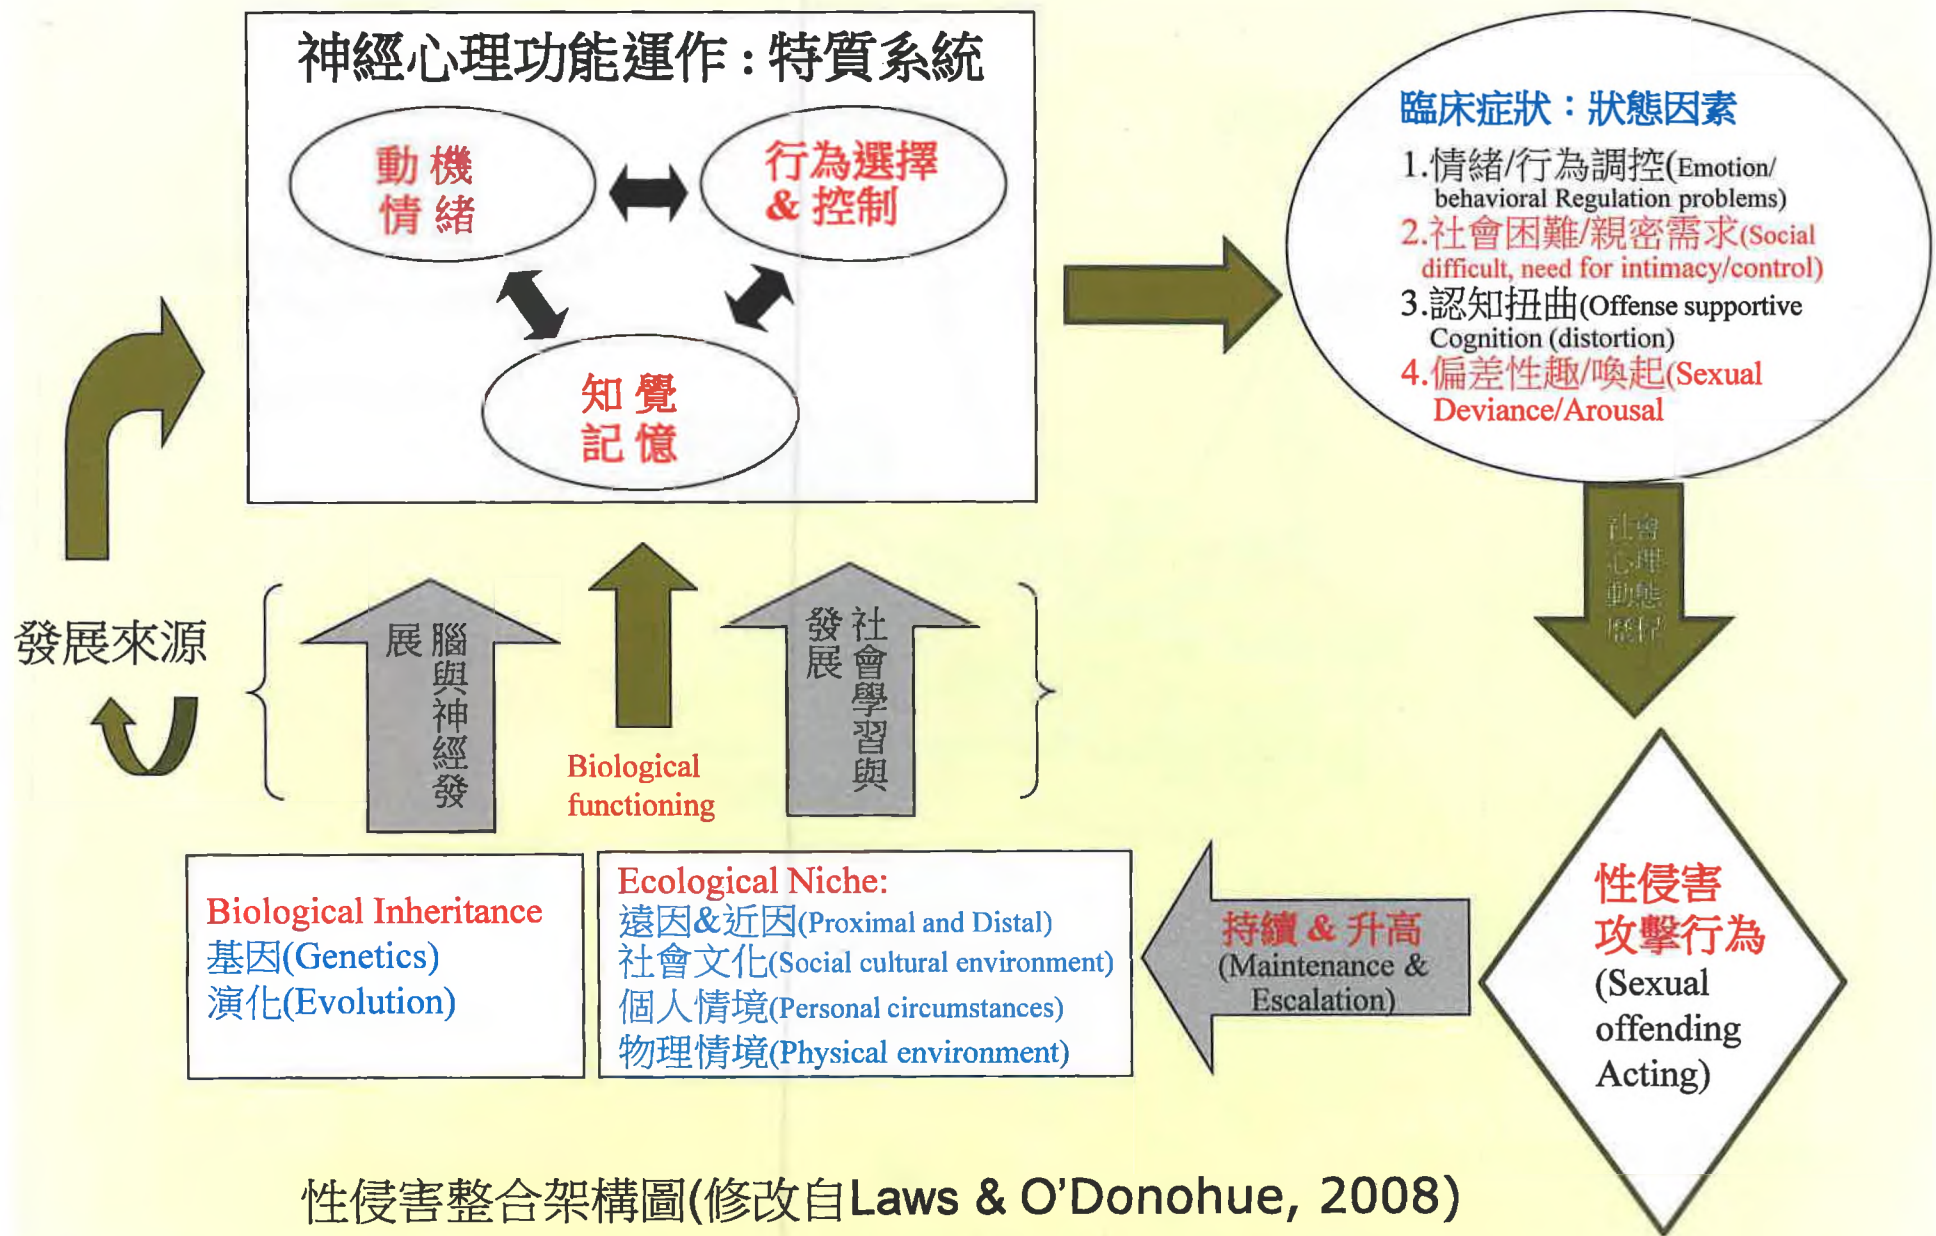 神經心理功能運作:特質系統
動 機
情 緒
行為選擇
& 控制
知 覺
記 憶
臨床症狀:狀態因素
1.情緒/行為調控(Emotion/
behavioral Regulation problems)
2.社會困難/親密需求(Social
difficult, need for intimacy/control)
3.認知扭曲(Offense supportive
Cognition (distortion)
4.偏差性趣/喚起(Sexual
Deviance/Arousal
社會
心理
動態
歷程
發展來源
腦與神經發
展
Biological
functioning
社會學習與
發展
Biological Inheritance
基因(Genetics)
演化(Evolution)
Ecological Niche:
遠因&近因(Proximal and Distal)
社會文化(Social cultural environment)
個人情境(Personal circumstances)
物理情境(Physical environment)
持續 & 升高
(Maintenance &
Escalation)
性侵害
攻擊行為
(Sexual
offending
Acting)
性侵害整合架構圖(修改自Laws & O'Donohue, 2008)